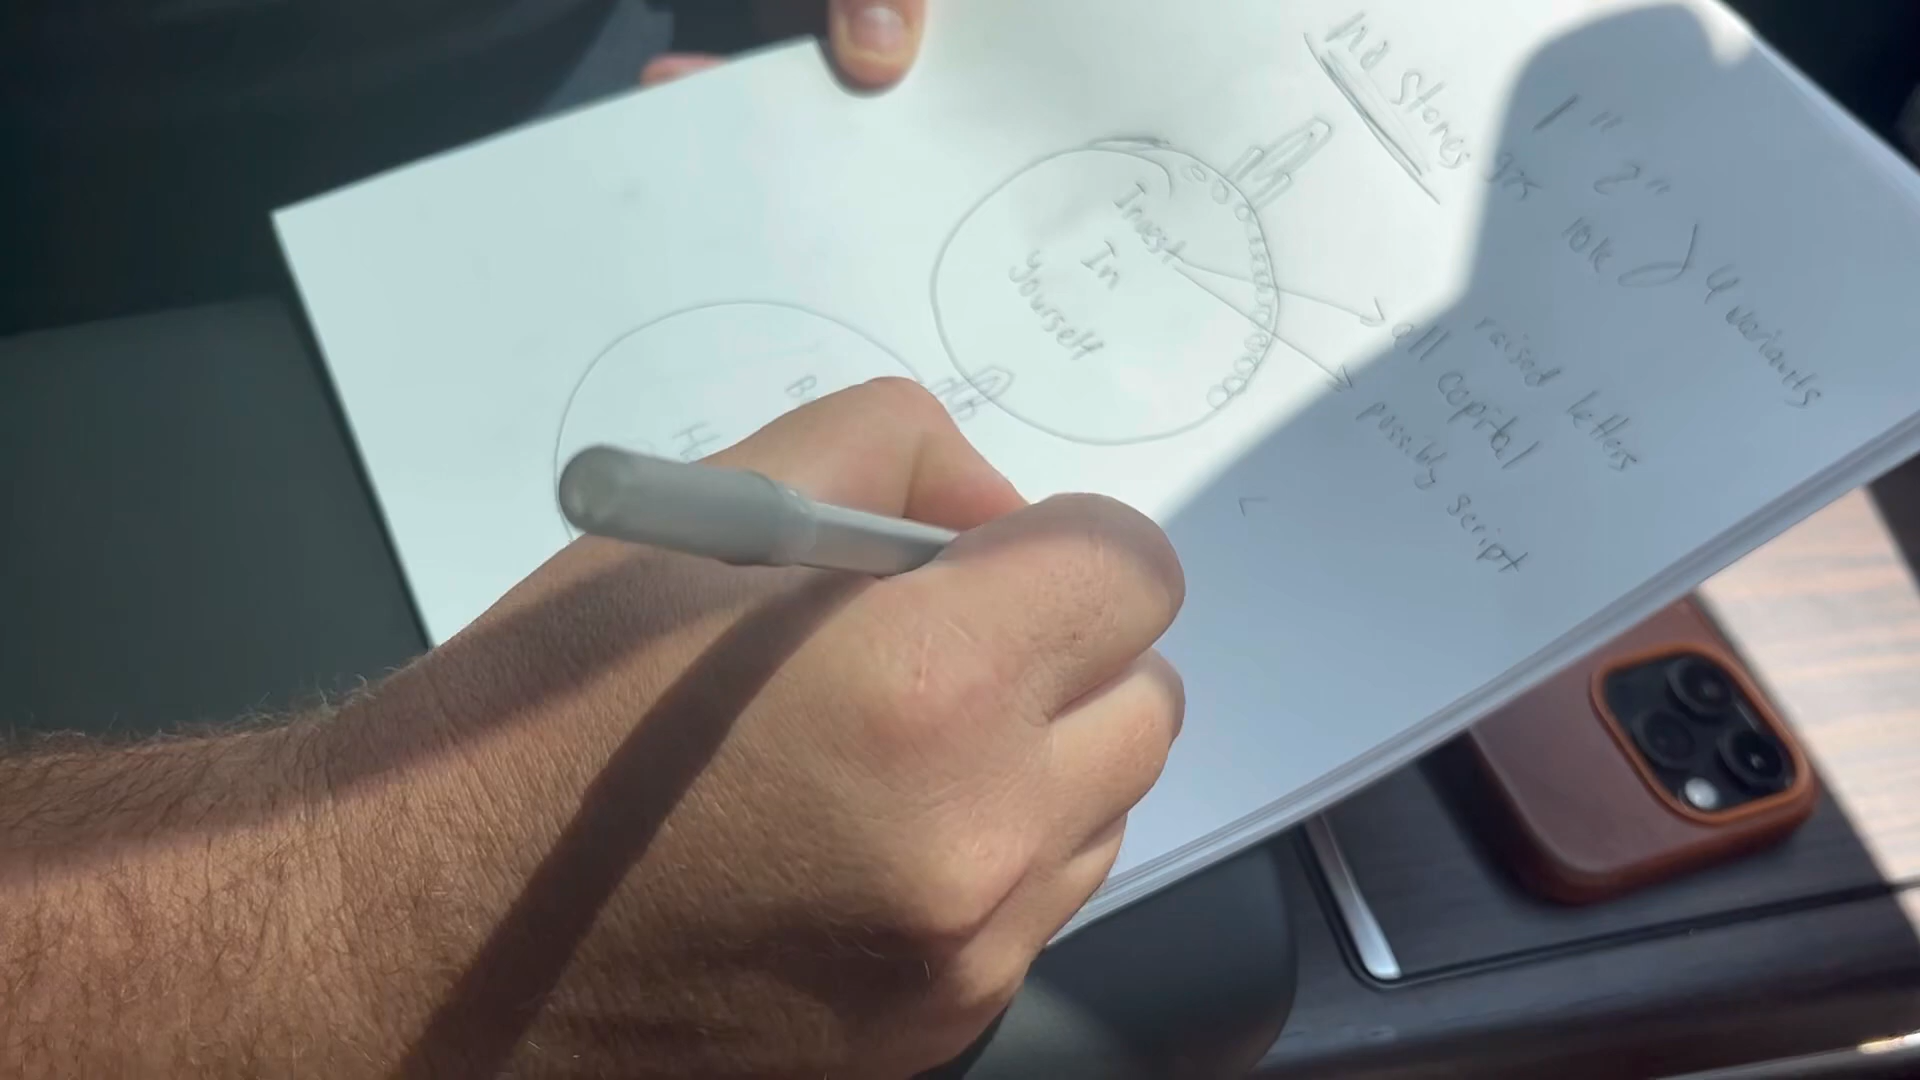 no stones
1" 2"
925 10k } 4 variants
Invest
In
yourself
raised letters
all capital
possibly script